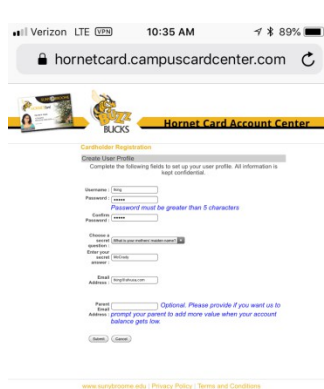 Verizon LTE VPN 10:35 AM 89%
hornetcard.campuscardcenter.com
BUZZ
BUCKS
Hornet Card Account Center
Cardholder Registration
Create User Profile
Complete the following fields to set up your user profile. All information is
kept confidential.
Username :
Password : •••••
Password must be greater than 5 characters
Confirm
Password : •••••
Choose a
secret
question : What is your mothers' maiden name?
Enter your
secret
answer : McGrady
Email
Address :
Parent
Email
Address : Optional. Please provide if you want us to
prompt your parent to add more value when your account
balance gets low.
Submit Cancel
www.sunybroome.edu | Privacy Policy | Terms and Conditions